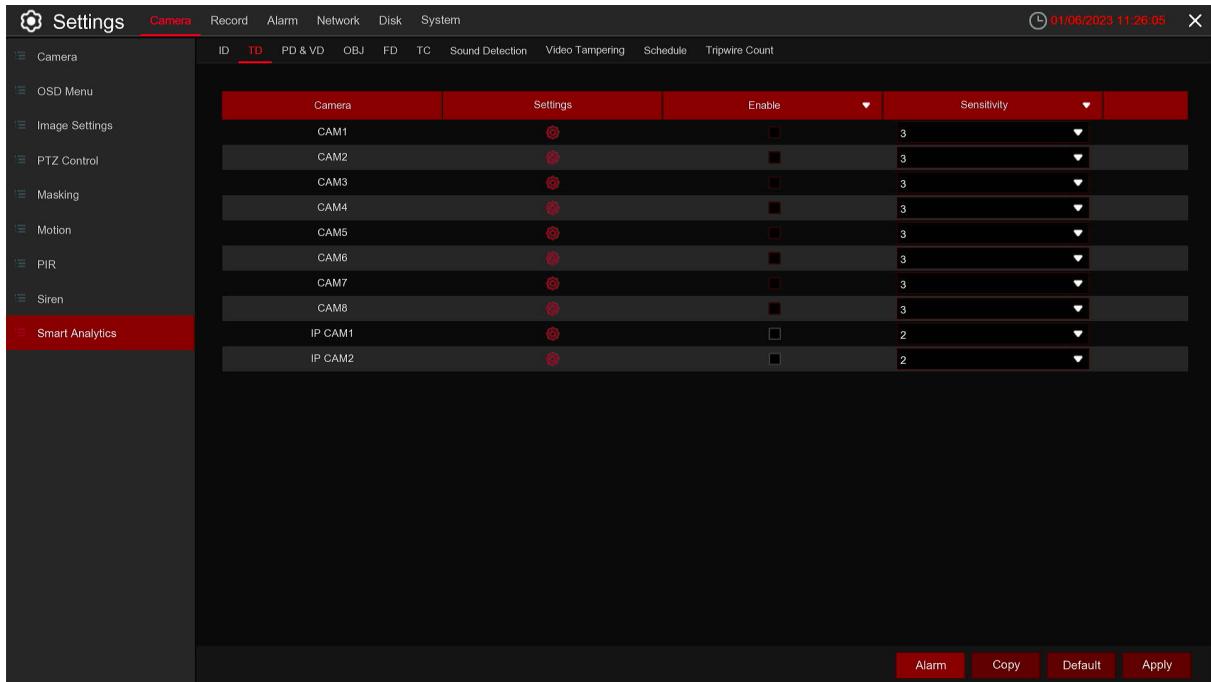 Settings Camera Record Alarm Network Disk System 01/06/2023 11:26:05
ID TD PD & VD OBJ FD TC Sound Detection Video Tampering Schedule Tripwire Count
Camera
OSD Menu
Image Settings
PTZ Control
Masking
Motion
PIR
Siren
Smart Analytics
Camera Settings Enable Sensitivity
CAM1 3
CAM2 3
CAM3 3
CAM4 3
CAM5 3
CAM6 3
CAM7 3
CAM8 3
IP CAM1 2
IP CAM2 2
Alarm Copy Default Apply